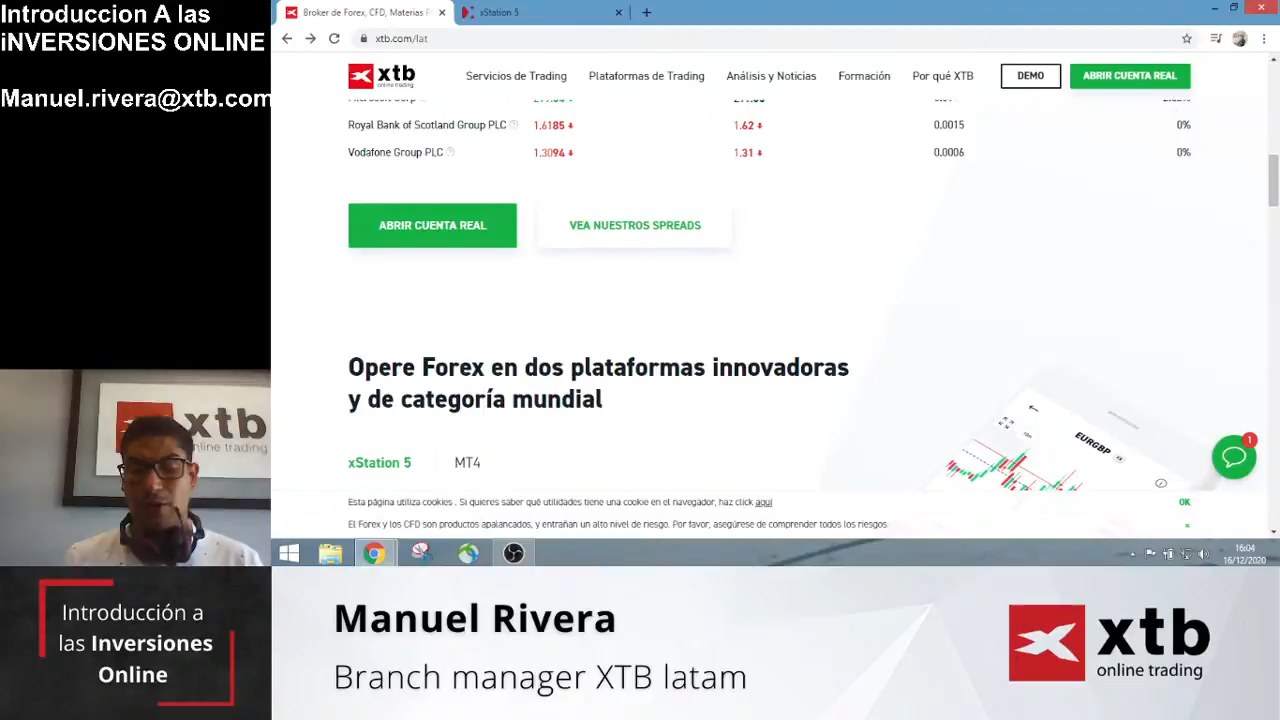 Introduccion A las
iNVERSIONES ONLINE
Manuel.rivera@xtb.com
Broker de Forex, CFD, Materias P
xStation 5
xtb.com/lat
xtb
online trading
Servicios de Trading
Plataformas de Trading
Análisis y Noticias
Formación
Por qué XTB
DEMO
ABRIR CUENTA REAL
Royal Bank of Scotland Group PLC 1.6185 1.62 0.0015 0%
Vodafone Group PLC 1.3094 1.31 0.0006 0%
ABRIR CUENTA REAL
VEA NUESTROS SPREADS
Opere Forex en dos plataformas innovadoras
y de categoría mundial
xStation 5
MT4
EURGBP
1
Esta página utiliza cookies . Si quieres saber qué utilidades tiene una cookie en el navegador, haz click aquí
OK
El Forex y los CFD son productos apalancados, y entrañan un alto nivel de riesgo. Por favor, asegúrese de comprender todos los riesgos
16:04
16/12/2020
xtb
nline trading
Introducción a
las Inversiones
Online
Manuel Rivera
Branch manager XTB latam
xtb
online trading